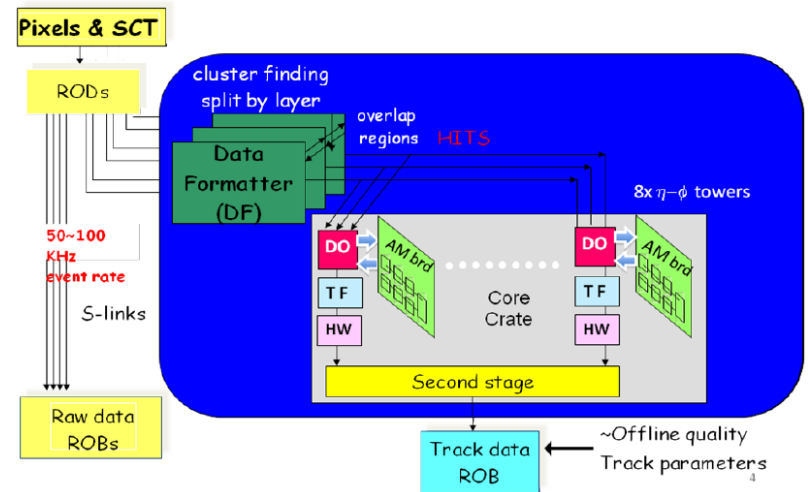 Pixels & SCT
RODs
cluster finding
split by layer
overlap
regions
HITS
Data
Formatter
(DF)
8x η–ϕ towers
50~100
KHz
event rate
S-links
DO
AM brd
TF
HW
Core
Crate
DO
AM brd
TF
HW
Second stage
Raw data
ROBs
Track data
ROB
~Offline quality
Track parameters
4